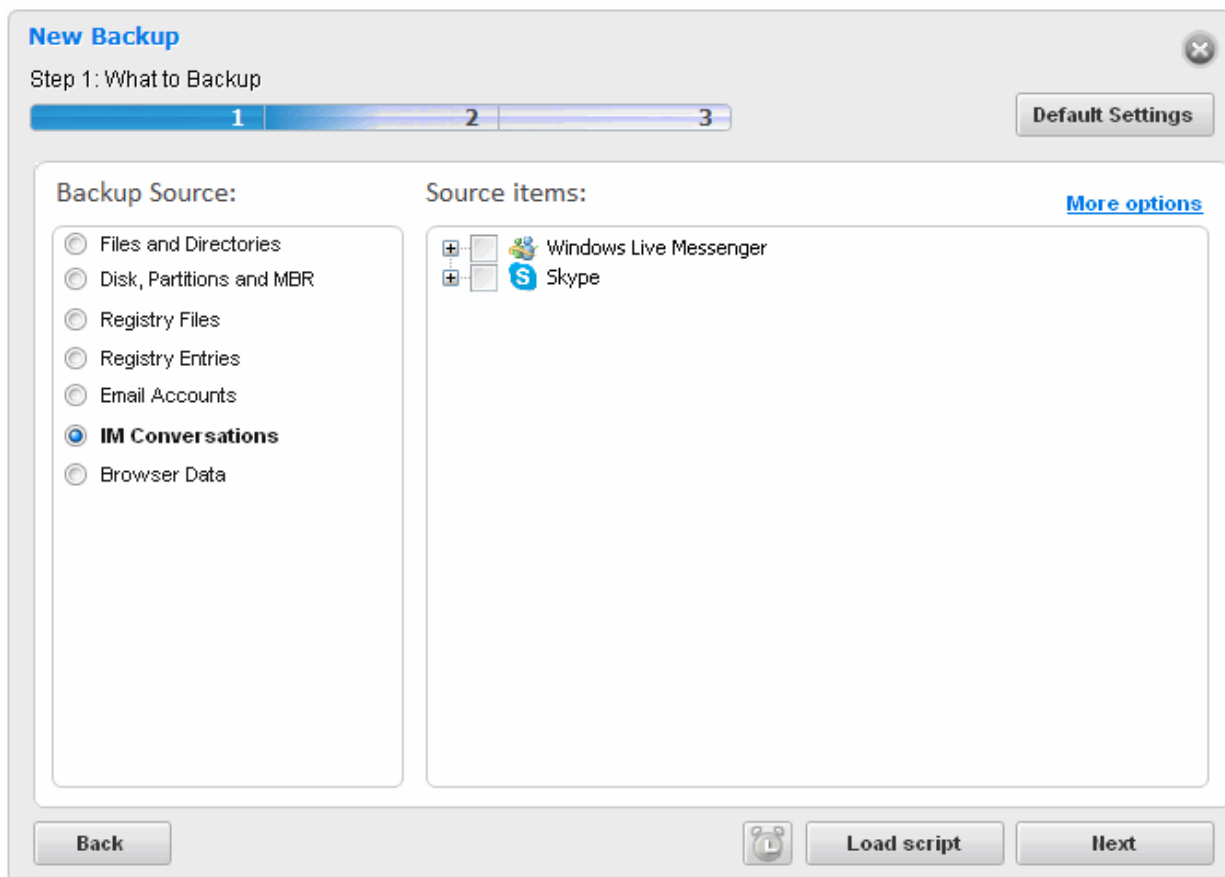 New Backup
Step 1: What to Backup
1 2 3
Default Settings
Backup Source:
Source items:
More options
Files and Directories
Disk, Partitions and MBR
Registry Files
Registry Entries
Email Accounts
IM Conversations
Browser Data
Windows Live Messenger
Skype
Back
Load script
Next